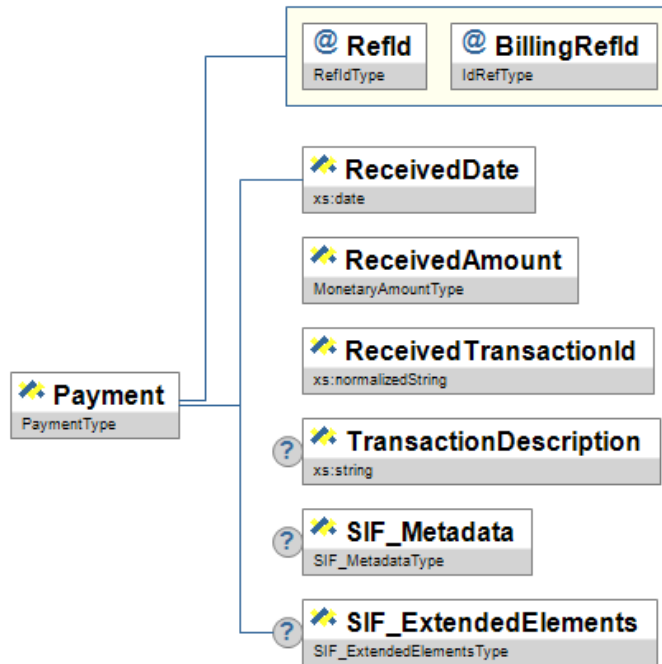 @ RefId
RefIdType
@ BillingRefId
IdRefType
ReceivedDate
xs:date
ReceivedAmount
MonetaryAmountType
ReceivedTransactionId
xs:normalizedString
Payment
PaymentType
? TransactionDescription
xs:string
? SIF_Metadata
SIF_MetadataType
? SIF_ExtendedElements
SIF_ExtendedElementsType